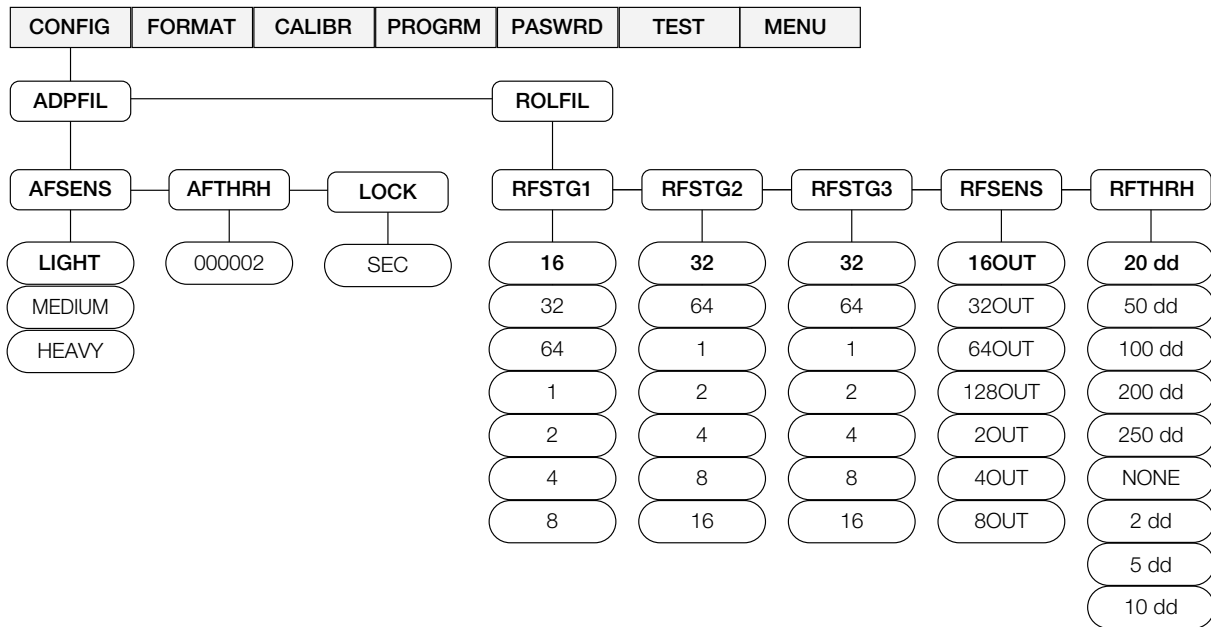 CONFIG FORMAT CALIBR PROGRM PASWRD TEST MENU
ADPFIL ROLFIL
AFSENS AFTHRH LOCK RFSTG1 RFSTG2 RFSTG3 RFSENS RFTHRH
LIGHT 000002 SEC 16 32 32 16OUT 20 dd
MEDIUM 32 64 64 32OUT 50 dd
HEAVY 64 1 1 64OUT 100 dd
1 2 2 128OUT 200 dd
2 4 4 2OUT 250 dd
4 8 8 4OUT NONE
8 16 16 8OUT 2 dd
5 dd
10 dd